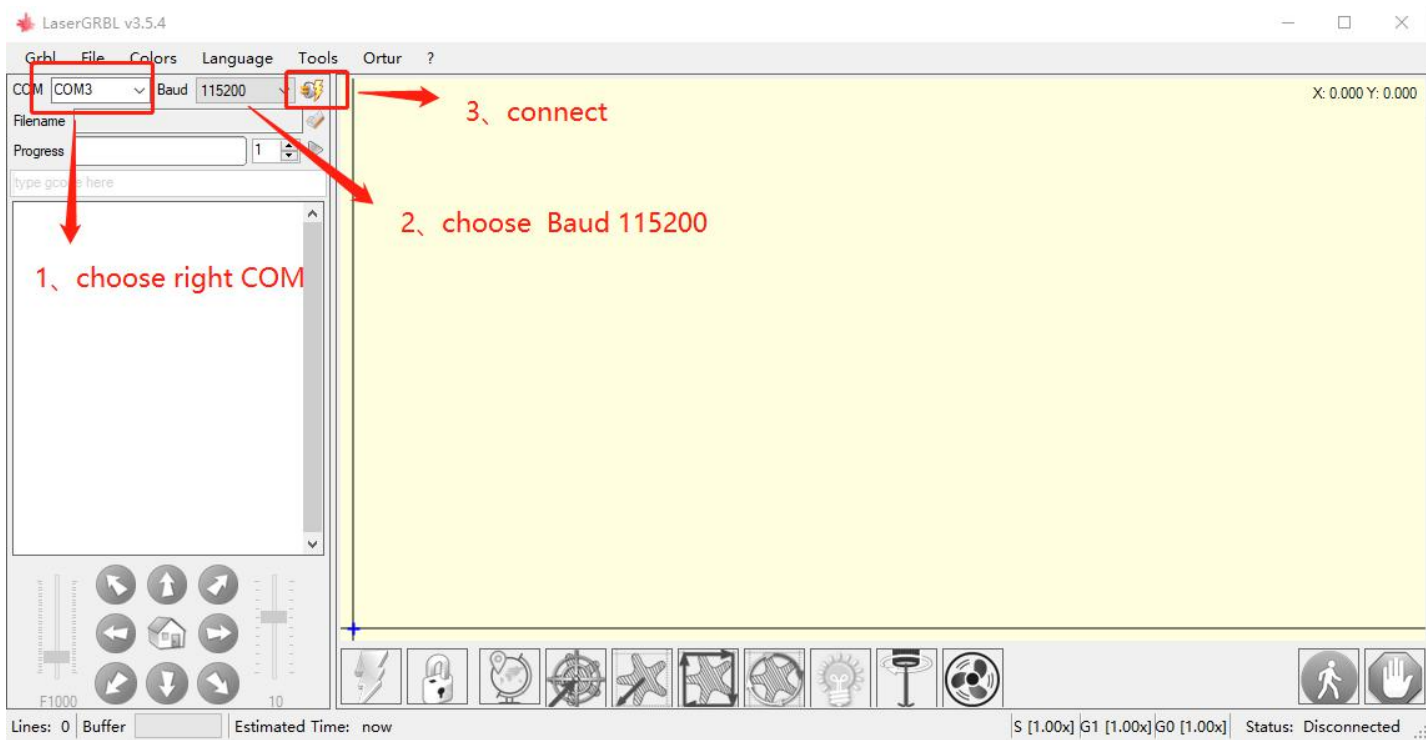 LaserGRBL v3.5.4
Grbl File Colors Language Tools Ortur ?
COM COM3 Baud 115200
X: 0.000 Y: 0.000
3、connect
Filename
Progress 1
type gcode here
2、choose Baud 115200
1、choose right COM
F1000 10
Lines: 0 Buffer Estimated Time: now S [1.00x] G1 [1.00x] G0 [1.00x] Status: Disconnected